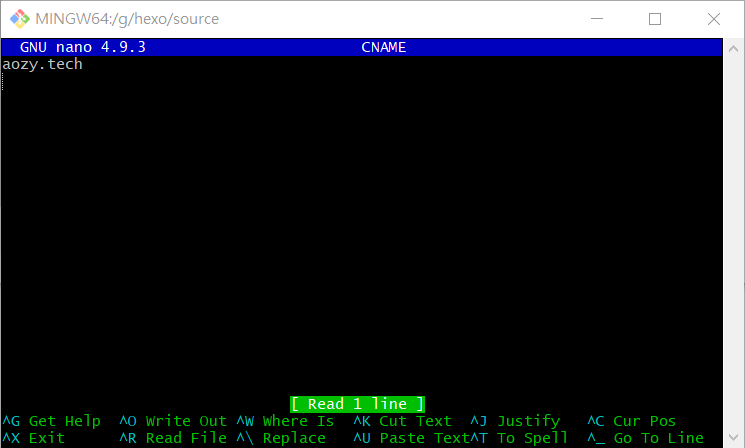 MINGW64:/g/hexo/source
GNU nano 4.9.3 CNAME
aozy.tech
[ Read 1 line ]
^G Get Help ^O Write Out ^W Where Is ^K Cut Text ^J Justify ^C Cur Pos
^X Exit ^R Read File ^\ Replace ^U Paste Text^T To Spell ^_ Go To Line